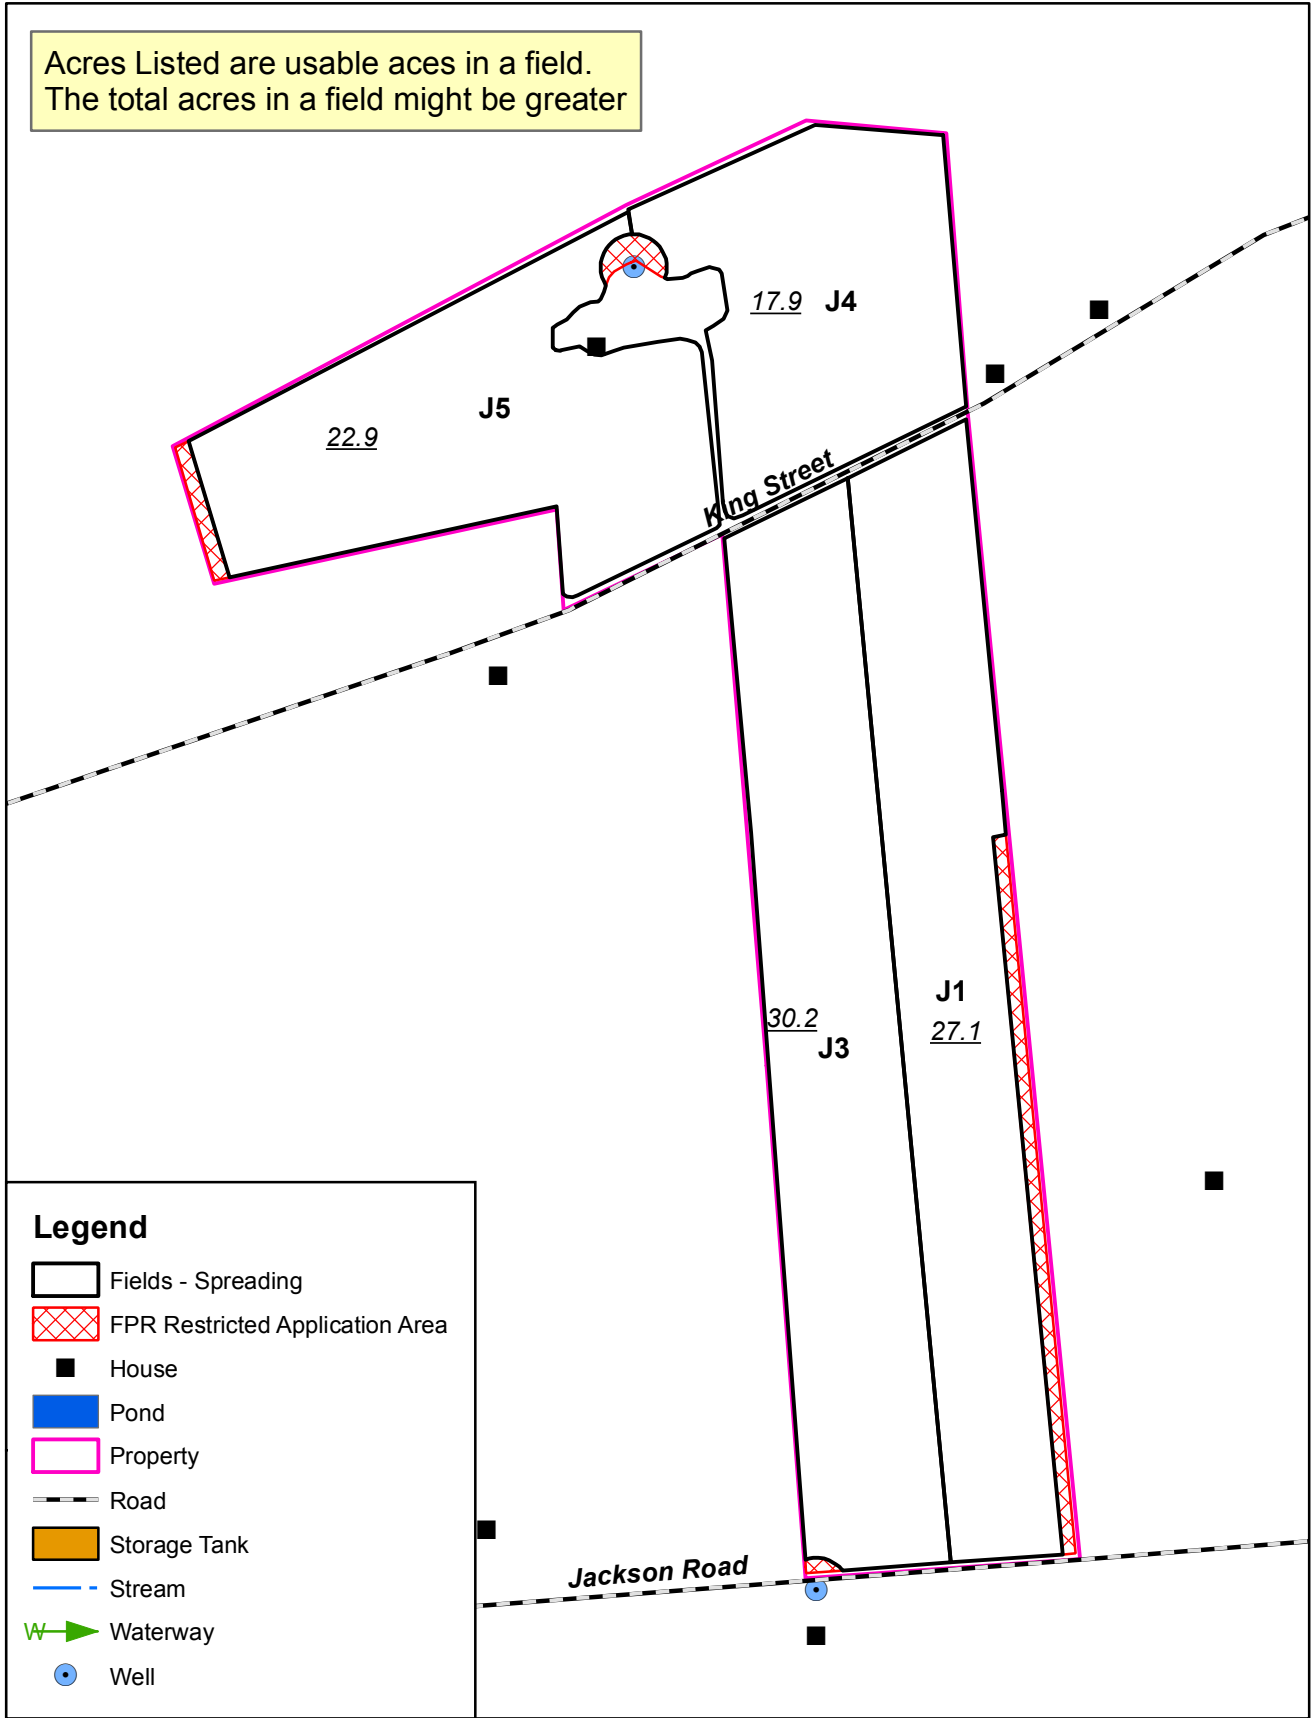 Acres Listed are usable aces in a field.
The total acres in a field might be greater
17.9 J4
J5
22.9
King Street
J1
30.2
27.1
J3
Jackson Road
Legend
Fields - Spreading
FPR Restricted Application Area
House
Pond
Property
Road
Storage Tank
Stream
W Waterway
Well